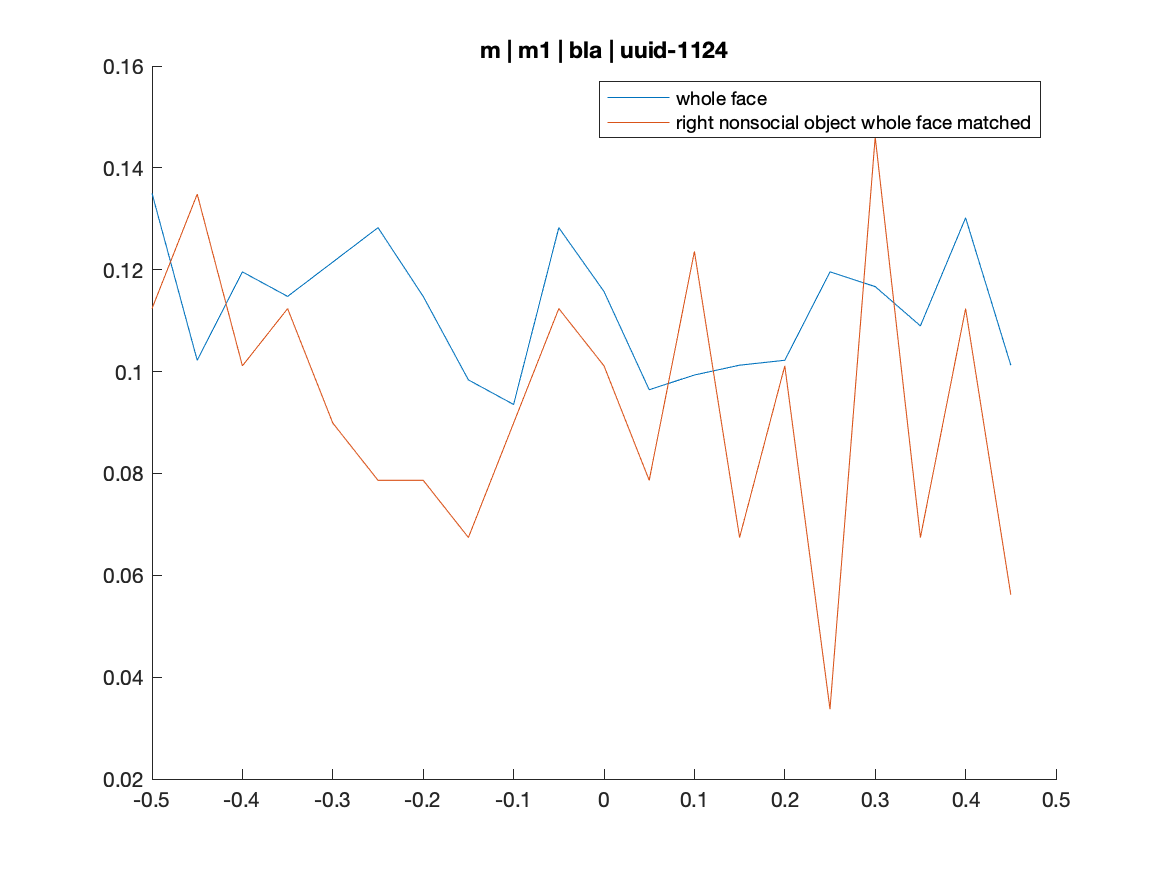 m | m1 | bla | uuid-1124
whole face
right nonsocial object whole face matched
0.16
0.14
0.12
0.1
0.08
0.06
0.04
0.02
-0.5 -0.4 -0.3 -0.2 -0.1 0 0.1 0.2 0.3 0.4 0.5